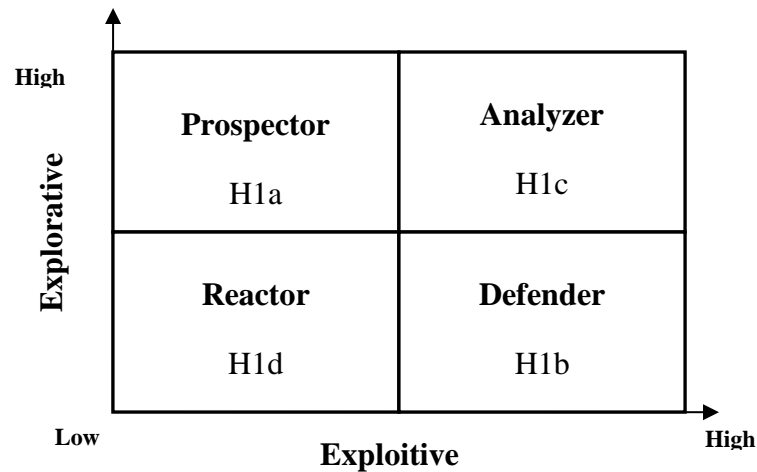 High
Prospector
Analyzer
H1a
H1c
Explorative
Reactor
Defender
H1d
H1b
Low
High
Exploitive